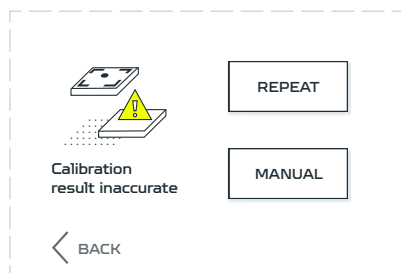 REPEAT
Calibration
result inaccurate
MANUAL
BACK